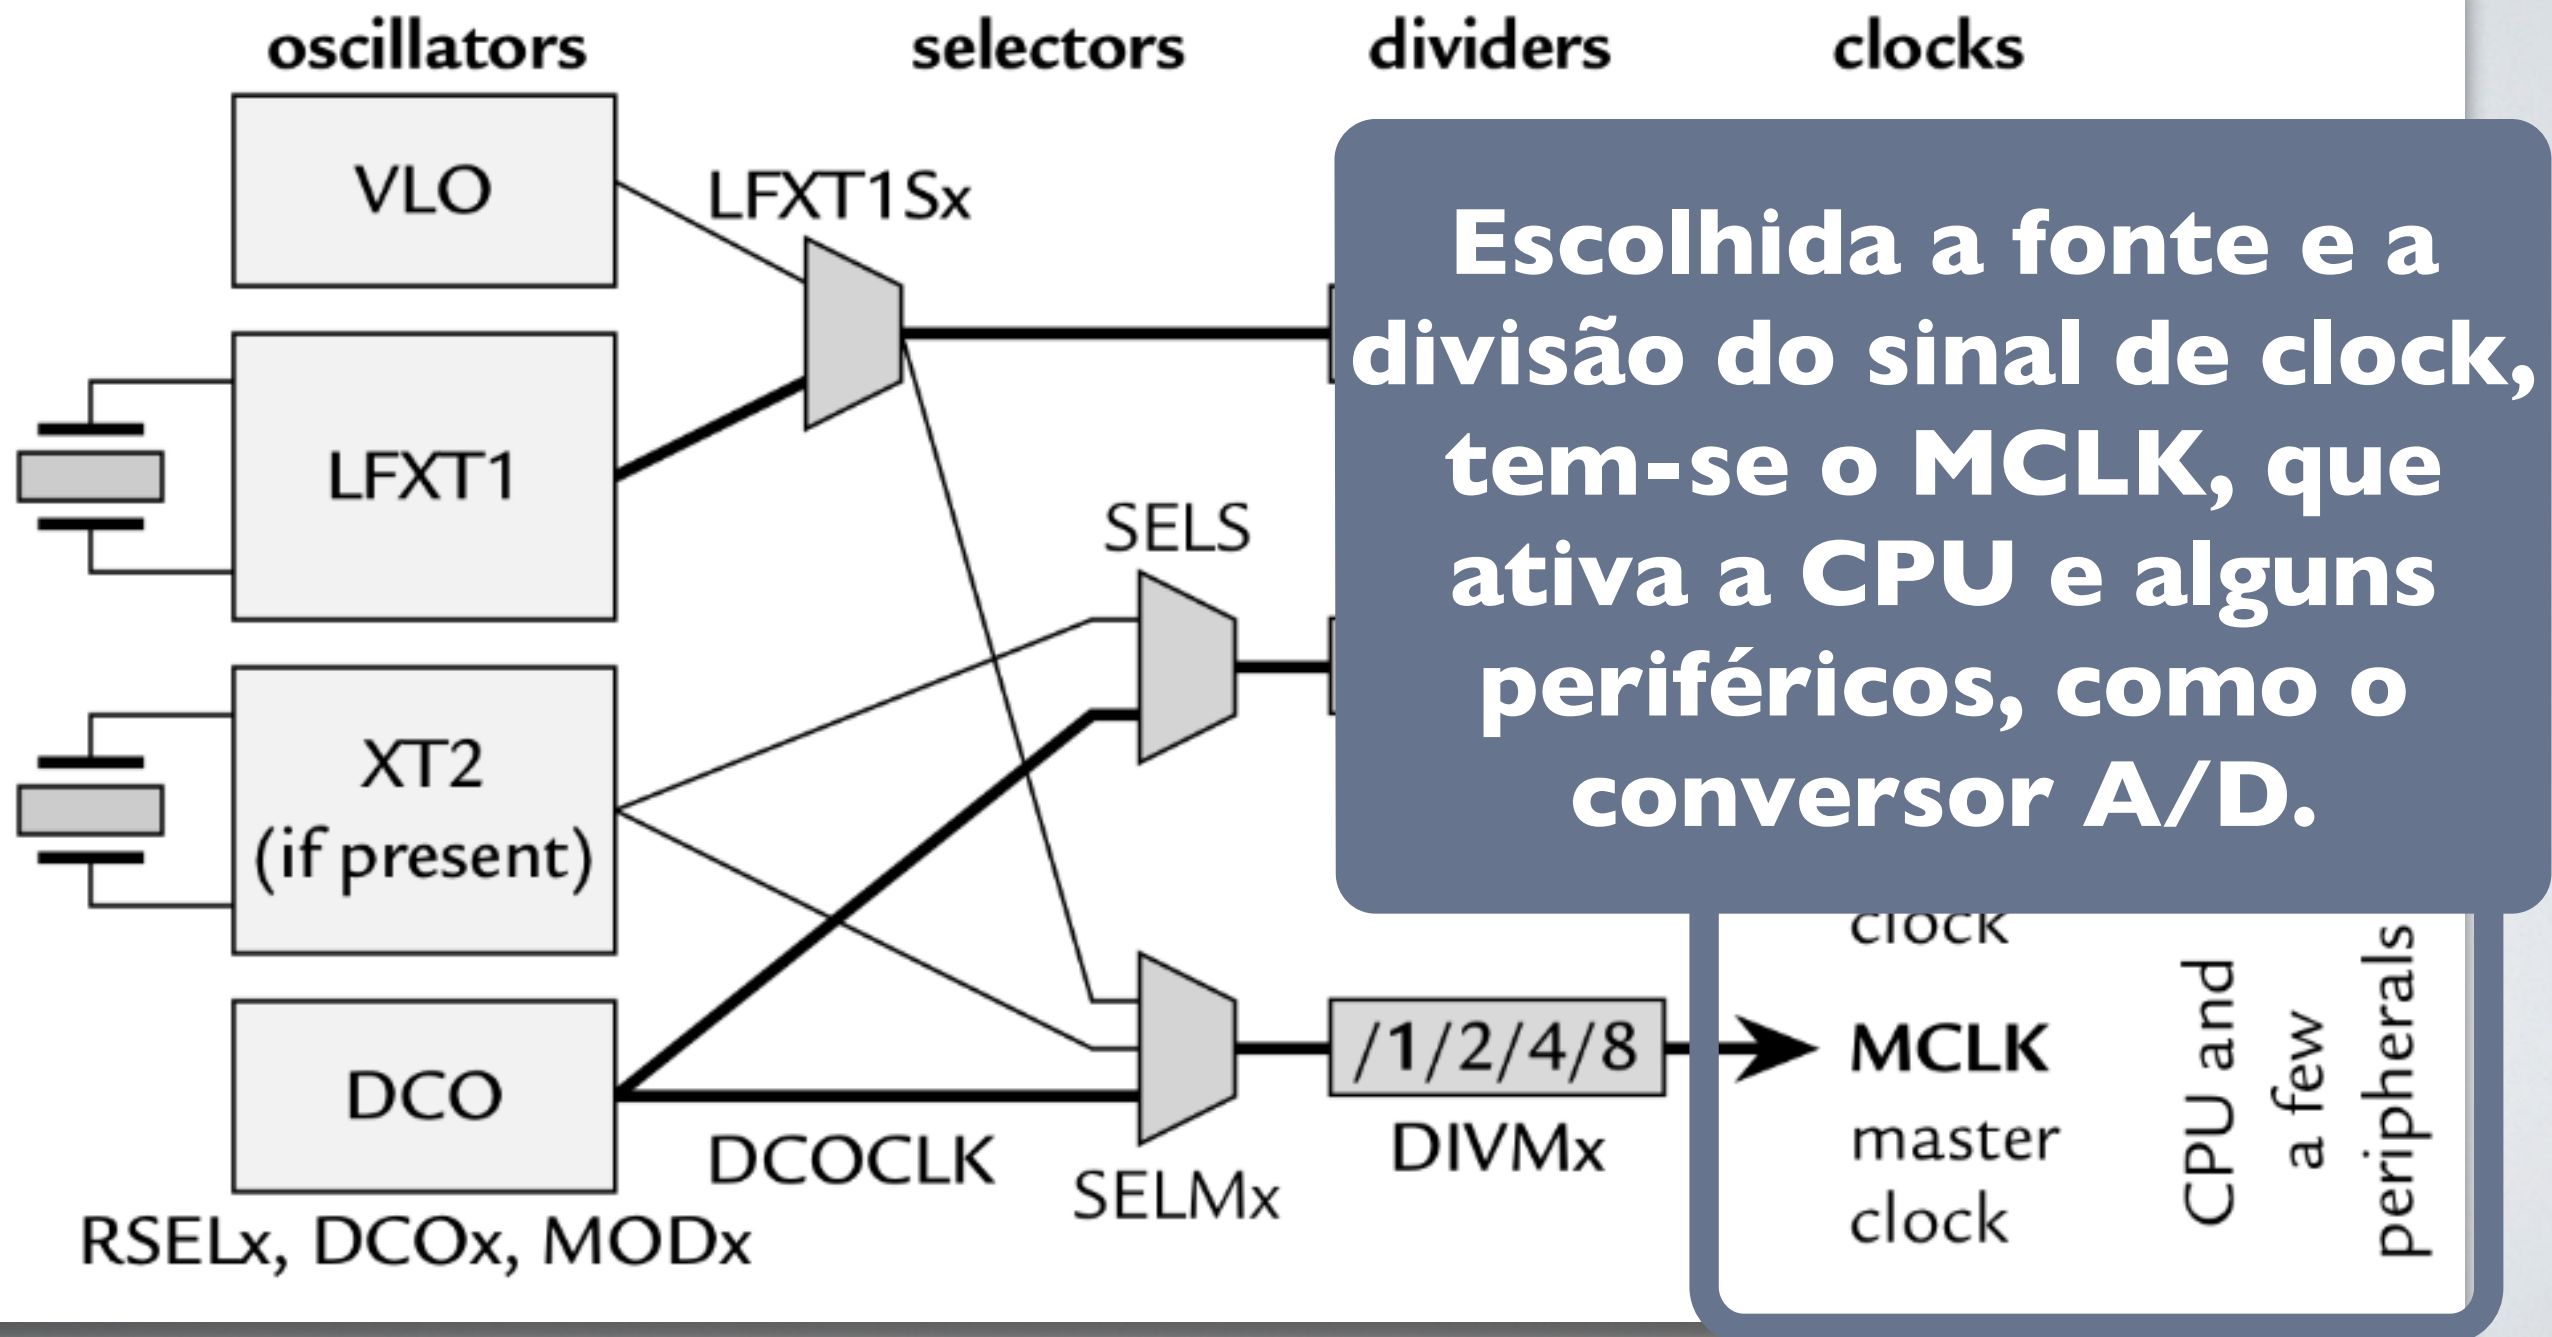 oscillators
selectors
dividers
clocks
VLO
LFXT1Sx
LFXT1
SELS
XT2
(if present)
DCO
DCOCLK
RSELx, DCOx, MODx
SELMx
/1/2/4/8
DIVMx
Escolhida a fonte e a
divisão do sinal de clock,
tem-se o MCLK, que
ativa a CPU e alguns
periféricos, como o
conversor A/D.
clock
MCLK
master
clock
CPU and
a few
peripherals